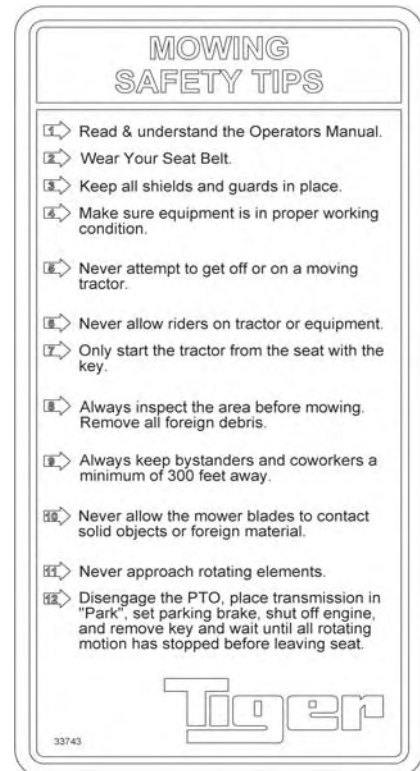 MOWING
SAFETY TIPS
1 Read & understand the Operators Manual.
2 Wear Your Seat Belt.
3 Keep all shields and guards in place.
4 Make sure equipment is in proper working
condition.
5 Never attempt to get off or on a moving
tractor.
6 Never allow riders on tractor or equipment.
7 Only start the tractor from the seat with the
key.
8 Always inspect the area before mowing.
Remove all foreign debris.
9 Always keep bystanders and coworkers a
minimum of 300 feet away.
10 Never allow the mower blades to contact
solid objects or foreign material.
11 Never approach rotating elements.
12 Disengage the PTO, place transmission in
"Park", set parking brake, shut off engine,
and remove key and wait until all rotating
motion has stopped before leaving seat.
Tiger
33743